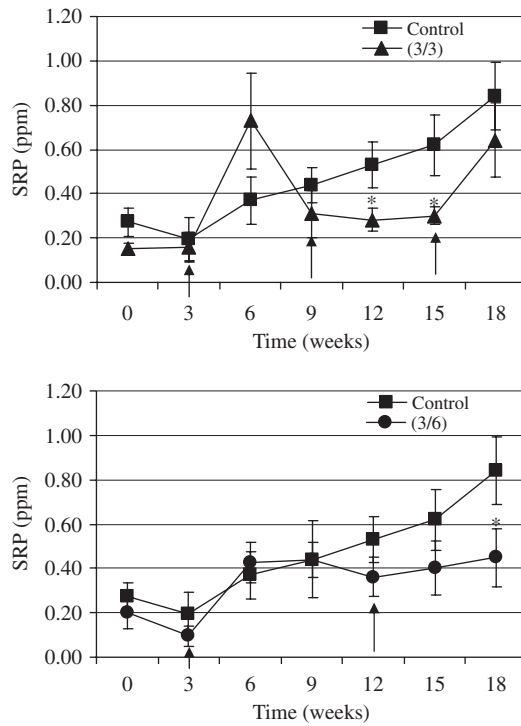 1.20
1.00
0.80
0.60
0.40
0.20
0.00
SRP (ppm)
Control
(3/3)
*
*
0 3 6 9 12 15 18
Time (weeks)
1.20
1.00
0.80
0.60
0.40
0.20
0.00
SRP (ppm)
Control
(3/6)
*
0 3 6 9 12 15 18
Time (weeks)